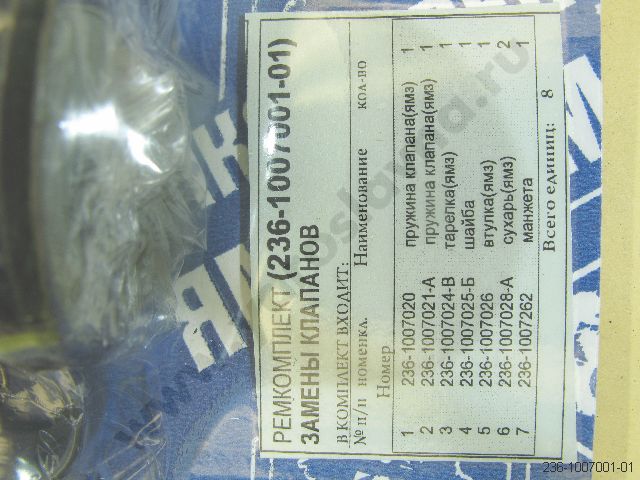 РЕМКОМПЛЕКТ (236-1007001-01)
ЗАМЕНЫ КЛАПАНОВ
В КОМПЛЕКТ ВХОДИТ:
№ п/п номенкл. Наименование кол-во
Номер
1 236-1007020 пружина клапана(ямз) 1
2 236-1007021-А пружина клапана(ямз) 1
3 236-1007024-В тарелка(ямз) 1
4 236-1007025-Б шайба 1
5 236-1007026 втулка(ямз) 1
6 236-1007028-А сухарь(ямз) 2
7 236-1007262 манжета 1
Всего единиц: 8
236-1007001-01